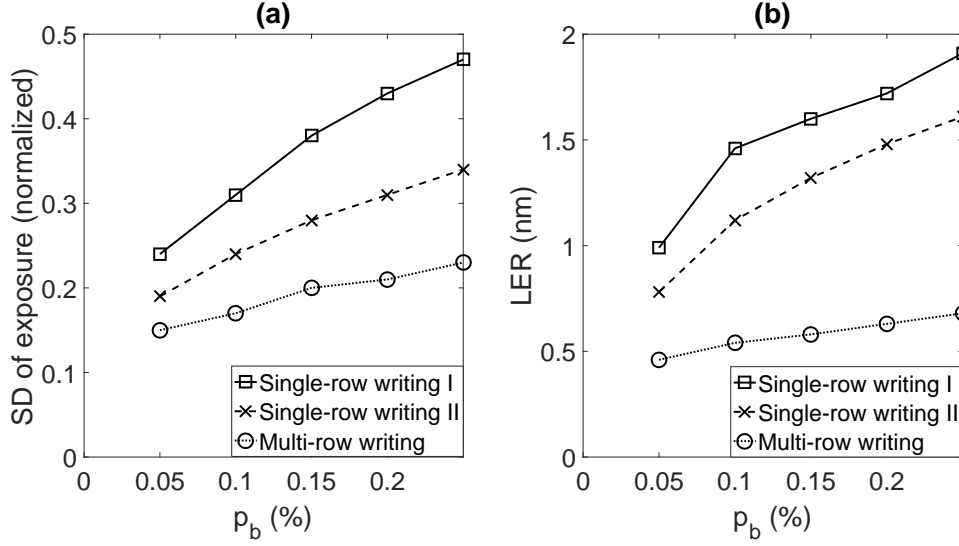 (a)
SD of exposure (normalized)
0.5
0.4
0.3
0.2
0.1
0
0 0.05 0.1 0.15 0.2
p_b (%)
Single-row writing I
Single-row writing II
Multi-row writing
(b)
LER (nm)
2
1.5
1
0.5
0
0 0.05 0.1 0.15 0.2
p_b (%)
Single-row writing I
Single-row writing II
Multi-row writing